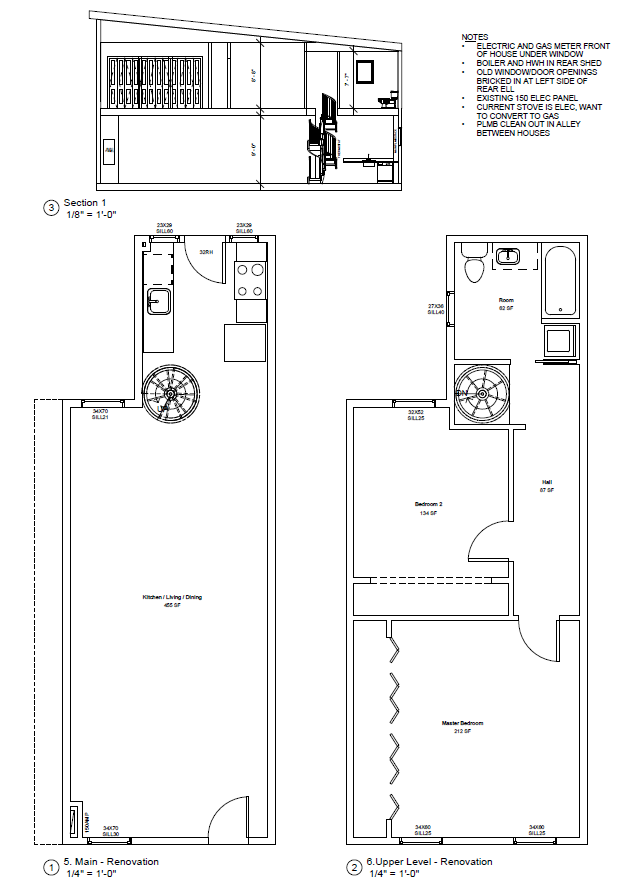 NOTES
• ELECTRIC AND GAS METER FRONT
OF HOUSE UNDER WINDOW
• BOILER AND HWH IN REAR SHED
• OLD WINDOW/DOOR OPENINGS
BRICKED IN AT LEFT SIDE OF
REAR ELL
• EXISTING 150 ELEC PANEL
• CURRENT STOVE IS ELEC, WANT
TO CONVERT TO GAS
• PLMB CLEAN OUT IN ALLEY
BETWEEN HOUSES
3 Section 1
1/8" = 1'-0"
23X29
SILL60
23X29
SILL60
32RH
34X70
SILL21
Kitchen / Living / Dining
455 SF
150AMP
34X70
SILL30
1 5. Main - Renovation
1/4" = 1'-0"
Room
82 SF
27X36
SILL40
DN
32X52
SILL25
Hall
67 SF
Bedroom 2
134 SF
Master Bedroom
212 SF
34X60
SILL25
34X60
SILL25
2 6.Upper Level - Renovation
1/4" = 1'-0"